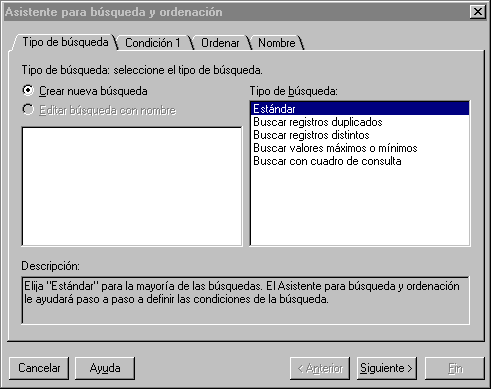 Asistente para búsqueda y ordenación
Tipo de búsqueda
Condición 1
Ordenar
Nombre
Tipo de búsqueda: seleccione el tipo de búsqueda.
Crear nueva búsqueda
Editar búsqueda con nombre
Tipo de búsqueda:
Estándar
Buscar registros duplicados
Buscar registros distintos
Buscar valores máximos o mínimos
Buscar con cuadro de consulta
Descripción:
Elija "Estándar" para la mayoría de las búsquedas. El Asistente para búsqueda y ordenación
le ayudará paso a paso a definir las condiciones de la búsqueda.
Cancelar
Ayuda
< Anterior
Siguiente >
Fin